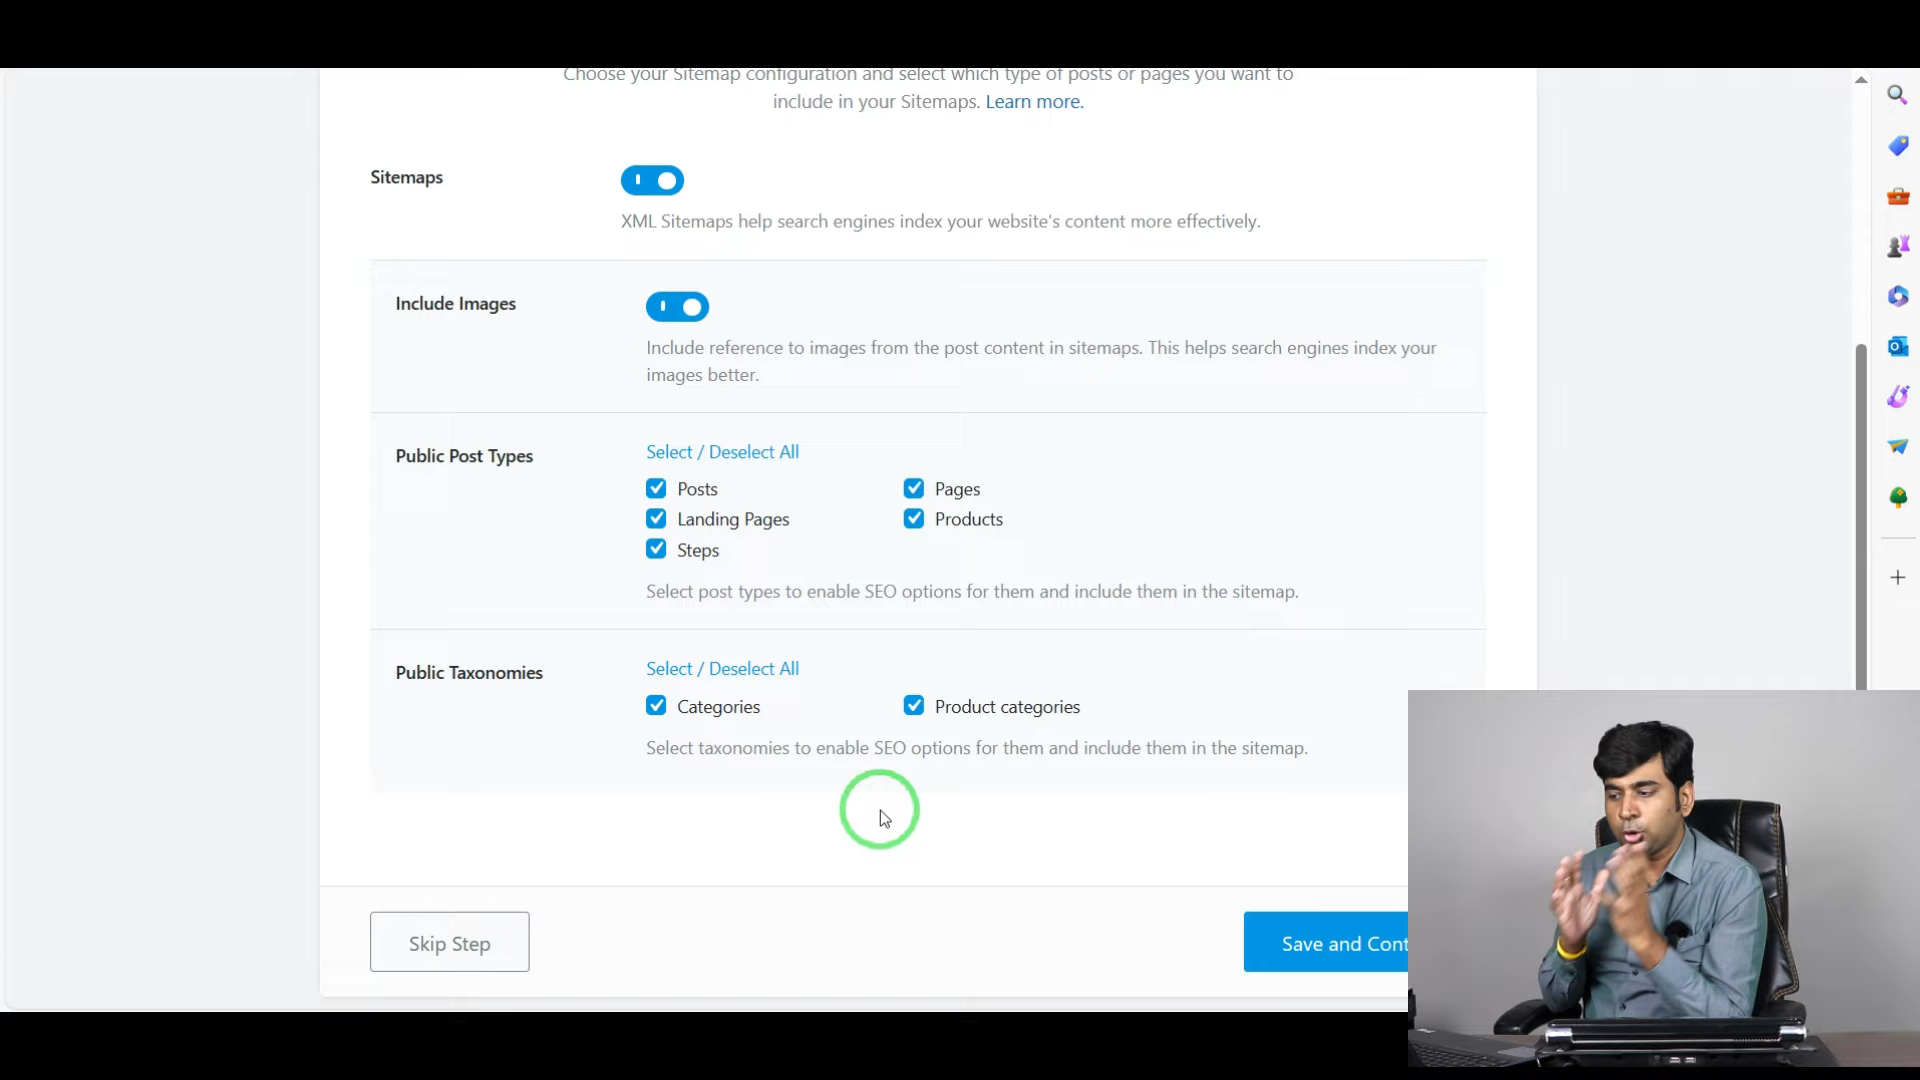 Choose your Sitemap configuration and select which type of posts or pages you want to
include in your Sitemaps. Learn more.
Sitemaps
XML Sitemaps help search engines index your website's content more effectively.
Include Images
Include reference to images from the post content in sitemaps. This helps search engines index your
images better.
Public Post Types
Select / Deselect All
Posts
Pages
Landing Pages
Products
Steps
Select post types to enable SEO options for them and include them in the sitemap.
Public Taxonomies
Select / Deselect All
Categories
Product categories
Select taxonomies to enable SEO options for them and include them in the sitemap.
Skip Step
Save and Cont